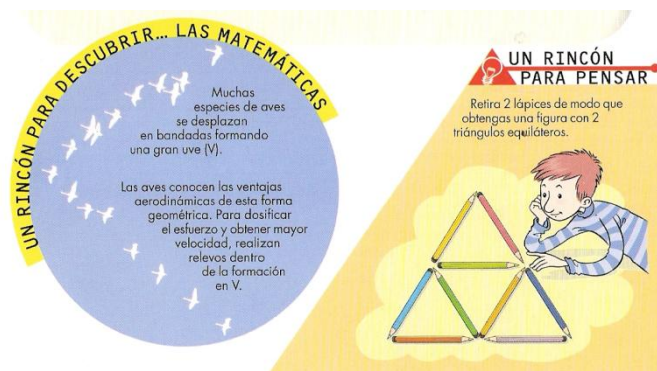 UN RINCÓN PARA DESCUBRIR... LAS MATEMÁTICAS
Muchas
especies de aves
se desplazan
en bandadas formando
una gran uve (V).
Las aves conocen las ventajas
aerodinámicas de esta forma
geométrica. Para dosificar
el esfuerzo y obtener mayor
velocidad, realizan
relevos dentro
de la formación
en V.
UN RINCÓN
PARA PENSAR
Retira 2 lápices de modo que
obtengas una figura con 2
triángulos equiláteros.